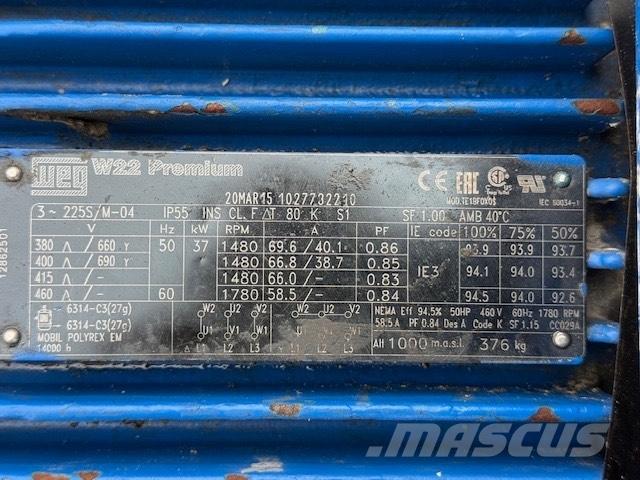 WEG W22 Premium
20MAR15 1027732210
CE EAC
MOD.TE1BF0X0$
IEC 60034-1
3 ~ 225S/M-04 IP55 INS CL. F ΔT 80 K S1 SF 1.00 AMB 40°C
V Hz kW RPM A PF IE code 100% 75% 50%
380 Δ / 660 Y 50 37 1480 69.6 / 40.1 0.86 93.9 93.9 93.7
400 Δ / 690 Y 1480 66.8 / 38.7 0.85 IE3 94.1 94.0 93.4
415 Δ / - 1480 66.0 / - 0.83
460 Δ / - 60 1780 58.5 / - 0.84 94.5 94.0 92.6
6314-C3(27g)
6314-C3(27g)
MOBIL POLYREX EM
14000 h
W2 U2 V2 W2 U2 V2
U1 V1 W1 U1 V1 W1
Δ L1 L2 L3 L1 L2 L3
NEMA Eff 94.5% 50HP 460V 60Hz 1780 RPM
58.5 A PF 0.84 Des A Code K SF 1.15 CC029A
Alt 1000 m.a.s.l. 376 kg
12862501
MASCUS